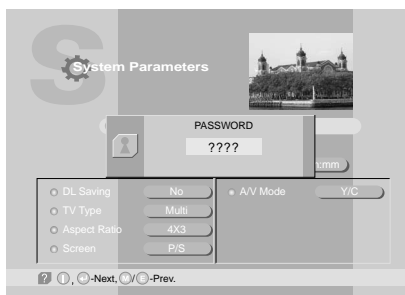 System Parameters
PASSWORD
????
:mm)
DL Saving No
A/V Mode Y/C
TV Type Multi
Aspect Ratio 4X3
Screen P/S
-Next, / -Prev.